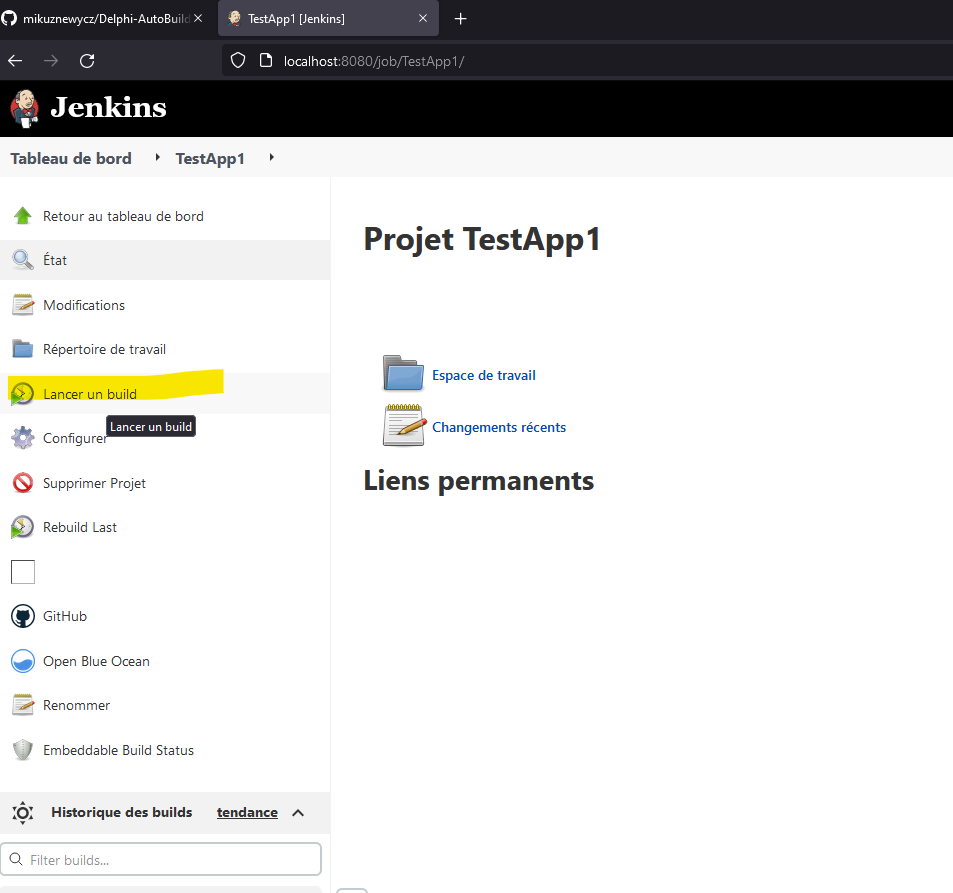 mikuznewycz/Delphi-AutoBuild
TestApp1 [Jenkins]
localhost:8080/job/TestApp1/
Jenkins
Tableau de bord
TestApp1
Retour au tableau de bord
État
Modifications
Répertoire de travail
Lancer un build
Lancer un build
Configurer
Supprimer Projet
Rebuild Last
GitHub
Open Blue Ocean
Renommer
Embeddable Build Status
Historique des builds tendance
Filter builds...
Projet TestApp1
Espace de travail
Changements récents
Liens permanents